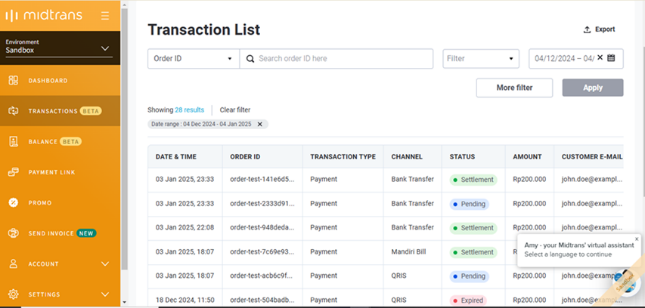 midtrans
Environment
Sandbox
DASHBOARD
TRANSACTIONS BETA
BALANCE BETA
PAYMENT LINK
PROMO
SEND INVOICE NEW
ACCOUNT
SETTINGS
Transaction List
Export
Order ID Search order ID here Filter 04/12/2024 – 04/
More filter Apply
Showing 26 results Clear filter
Date range : 04 Dec 2024 - 04 Jan 2025
DATE & TIME ORDER ID TRANSACTION TYPE CHANNEL STATUS AMOUNT CUSTOMER E-MAIL
03 Jan 2025, 23:33 order-test-141e6d5... Payment Bank Transfer Settlement Rp200.000 john.doe@exampl...
03 Jan 2025, 23:33 order-test-2333d91... Payment Bank Transfer Pending Rp200.000 john.doe@exampl...
03 Jan 2025, 22:08 order-test-948deda... Payment Bank Transfer Settlement Rp200.000 john.doe@exampl...
03 Jan 2025, 18:07 order-test-7c69e93... Payment Mandiri Bill Settlement
03 Jan 2025, 18:07 order-test-acb6c9f... Payment QRIS Pending Rp200.000 john.doe@exam
18 Dec 2024, 11:50 order-test-504badb... Payment QRIS Expired Rp200.000 john.doe@exam
Amy - your Midtrans' virtual assistant
Select a language to continue